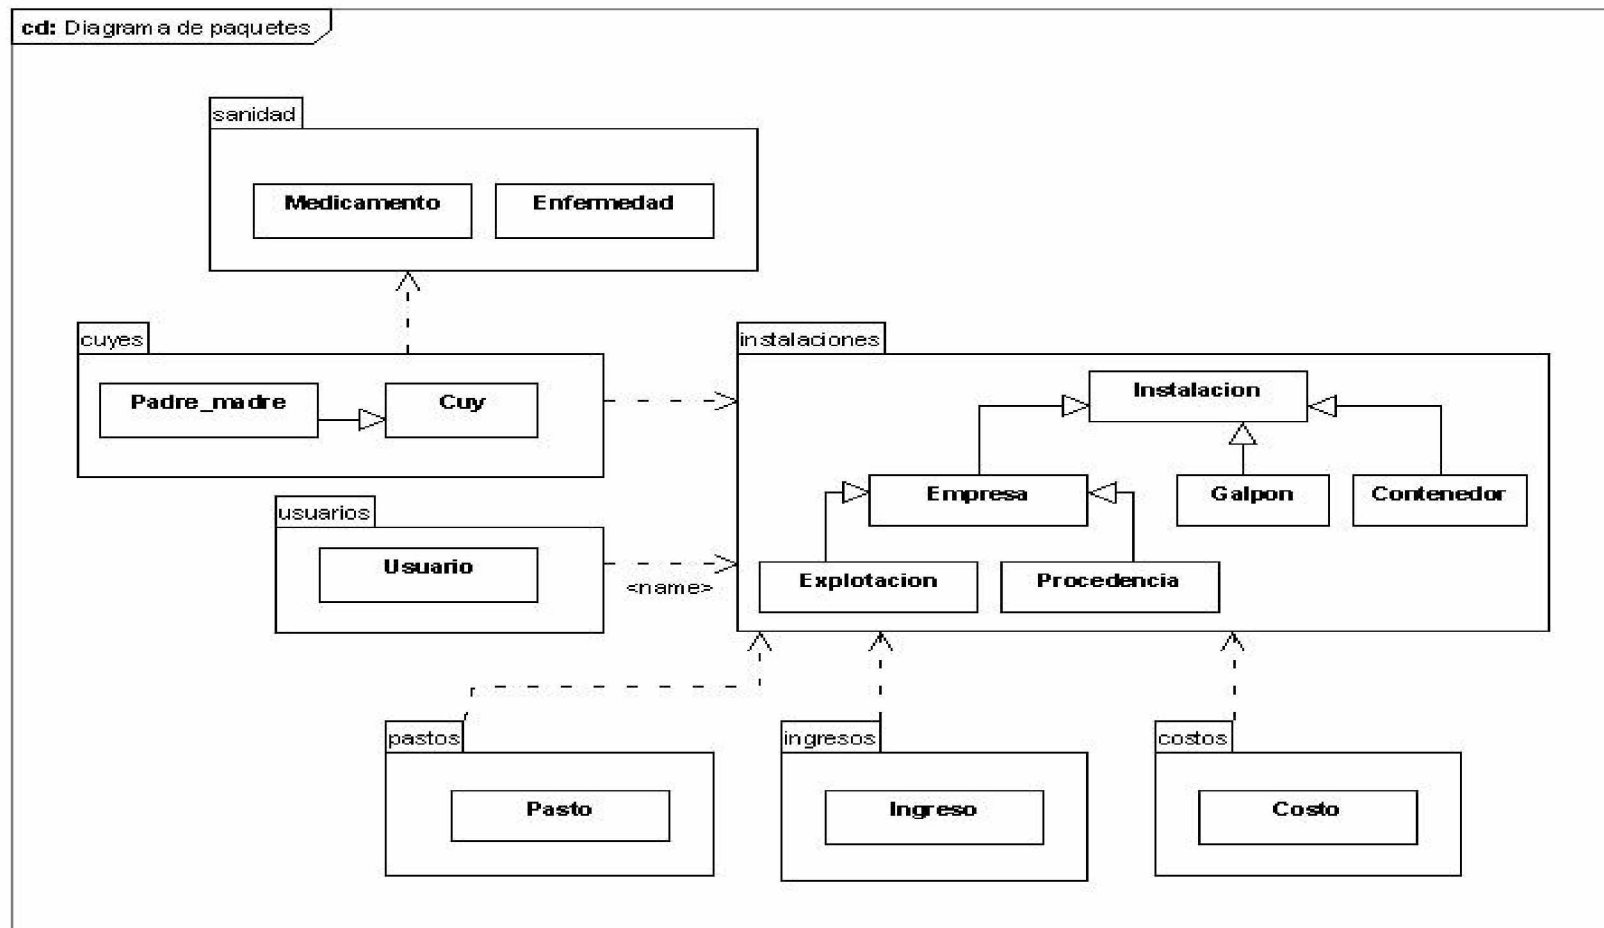 cd: Diagrama de paquetes
sanidad
Medicamento
Enfermedad
cuyes
Padre_madre
Cuy
instalaciones
Instalacion
Empresa
Galpon
Contenedor
usuarios
Usuario
<name>
Explotacion
Procedencia
pastos
Pasto
ingresos
Ingreso
costos
Costo